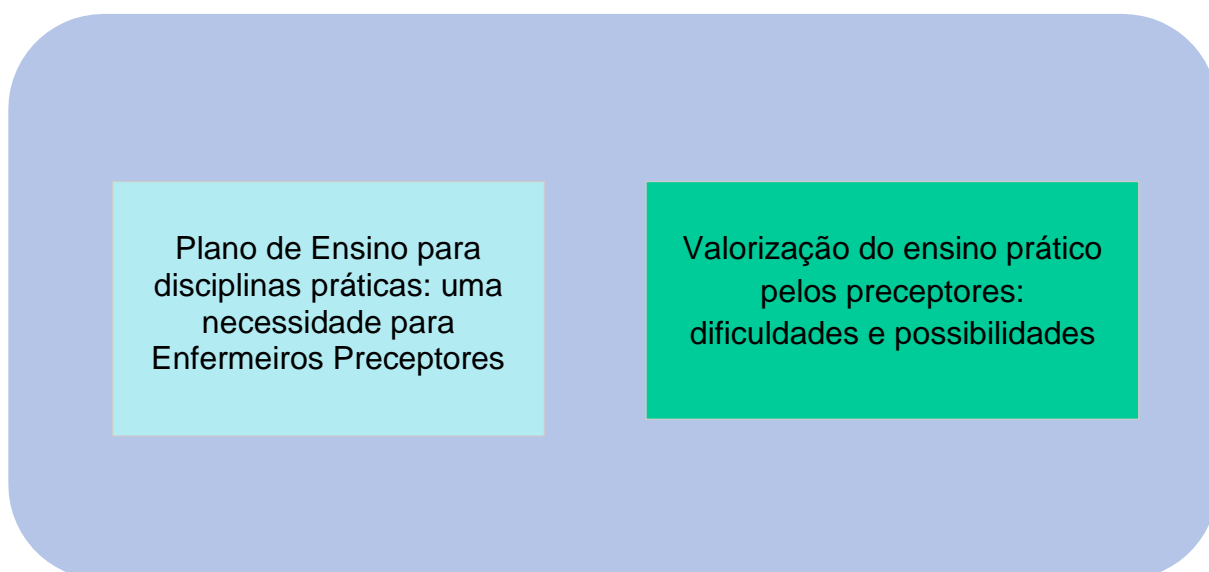 Plano de Ensino para
disciplinas práticas: uma
necessidade para
Enfermeiros Preceptores
Valorização do ensino prático
pelos preceptores:
dificuldades e possibilidades